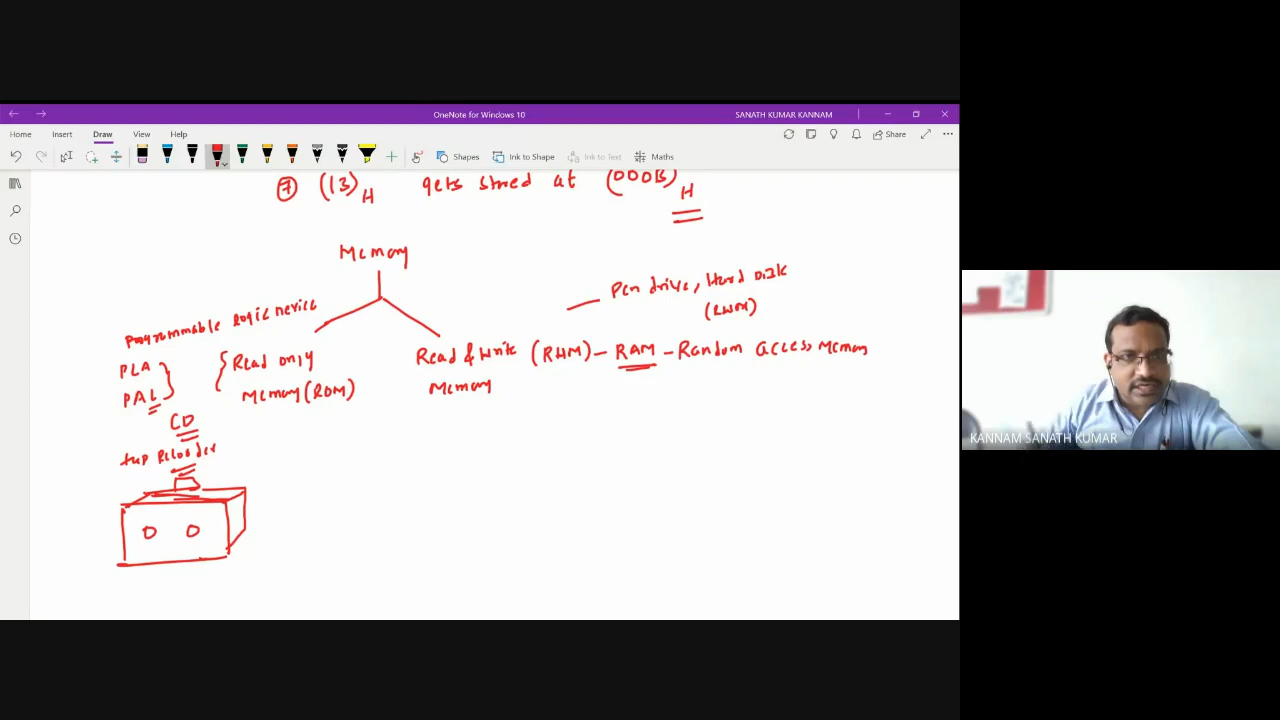 OneNote for Windows 10
SANATH KUMAR KANNAM
Home Insert Draw View Help
Share
Shapes Ink to Shape Ink to Text Maths
7 (13)H gets stored at (000B)H
Memory
Pen drive, Hard Disk
(RWM)
Programmable Logic Device
PLA
PAL
CD
Read only
Memory (ROM)
Read & Write (RWM) - RAM - Random access Memory
Memory
KANNAM SANATH KUMAR